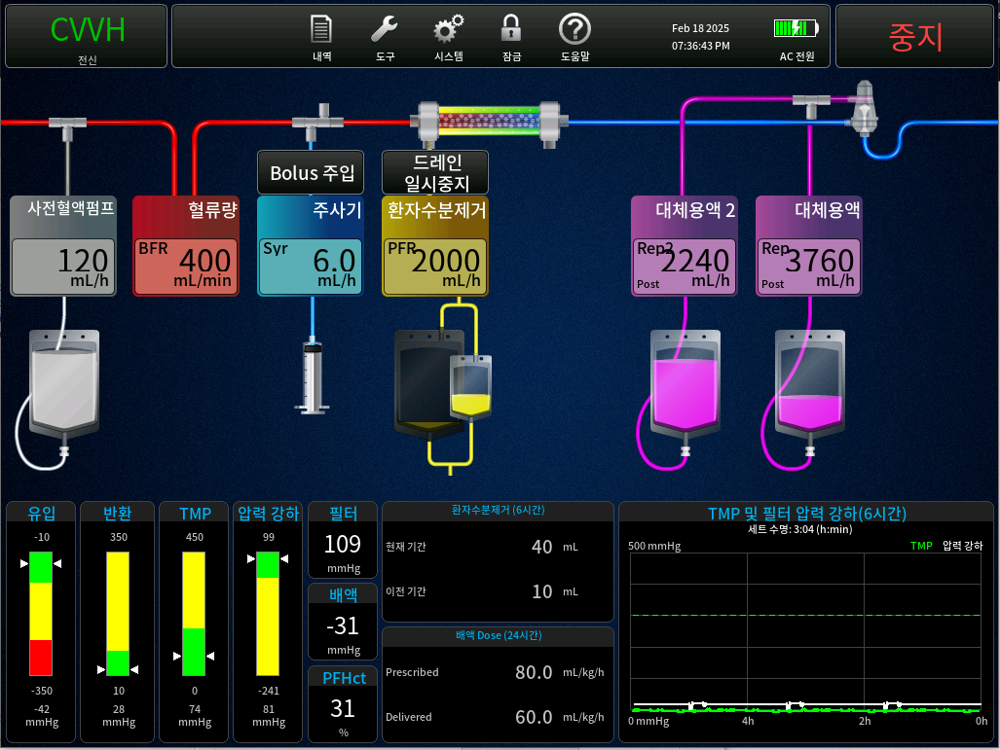 CVVH
전신
내역
도구
시스템
잠금
도움말
Feb 18 2025
07:36:43 PM
AC 전원
중지
Bolus 주입
드레인
일시중지
사전혈액펌프
120
mL/h
혈류량
BFR
400
mL/min
주사기
Syr
6.0
mL/h
환자수분제거
PFR
2000
mL/h
대체용액 2
Rep2
2240
Post
mL/h
대체용액
Rep
3760
Post
mL/h
유입
-10
-350
-42
mmHg
반환
350
10
28
mmHg
TMP
450
0
74
mmHg
압력 강하
99
-241
81
mmHg
필터
109
mmHg
배액
-31
mmHg
PFHct
31
%
환자수분제거 (6시간)
현재 기간 40 mL
이전 기간 10 mL
배액 Dose (24시간)
Prescribed 80.0 mL/kg/h
Delivered 60.0 mL/kg/h
TMP 및 필터 압력 강하(6시간)
세트 수명: 3:04 (h:min)
500 mmHg TMP 압력 강하
0 mmHg 4h 2h 0h